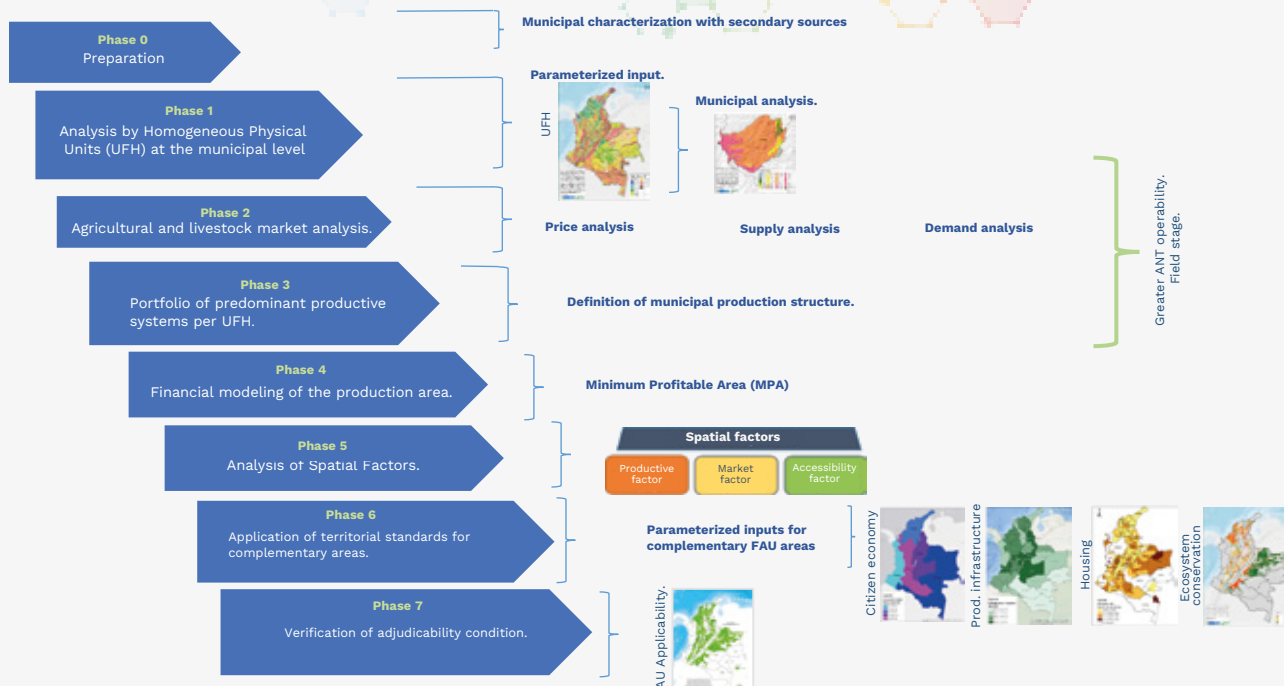 Municipal characterization with secondary sources
Phase 0
Preparation
Parameterized input.
Phase 1
Analysis by Homogeneous Physical
Units (UFH) at the municipal level
UFH
Municipal analysis.
Phase 2
Agricultural and livestock market analysis.
Price analysis
Supply analysis
Demand analysis
Greater ANT operability.
Field stage.
Phase 3
Portfolio of predominant productive
systems per UFH.
Definition of municipal production structure.
Phase 4
Financial modeling of the production area.
Minimum Profitable Area (MPA)
Phase 5
Analysis of Spatial Factors.
Spatial factors
Productive
factor
Market
factor
Accessibility
factor
Phase 6
Application of territorial standards for
complementary areas.
Parameterized inputs for
complementary FAU areas
Citizen economy
Prod. infrastructure
Housing
Ecosystem
conservation
Phase 7
Verification of adjudicability condition.
AU Applicability.